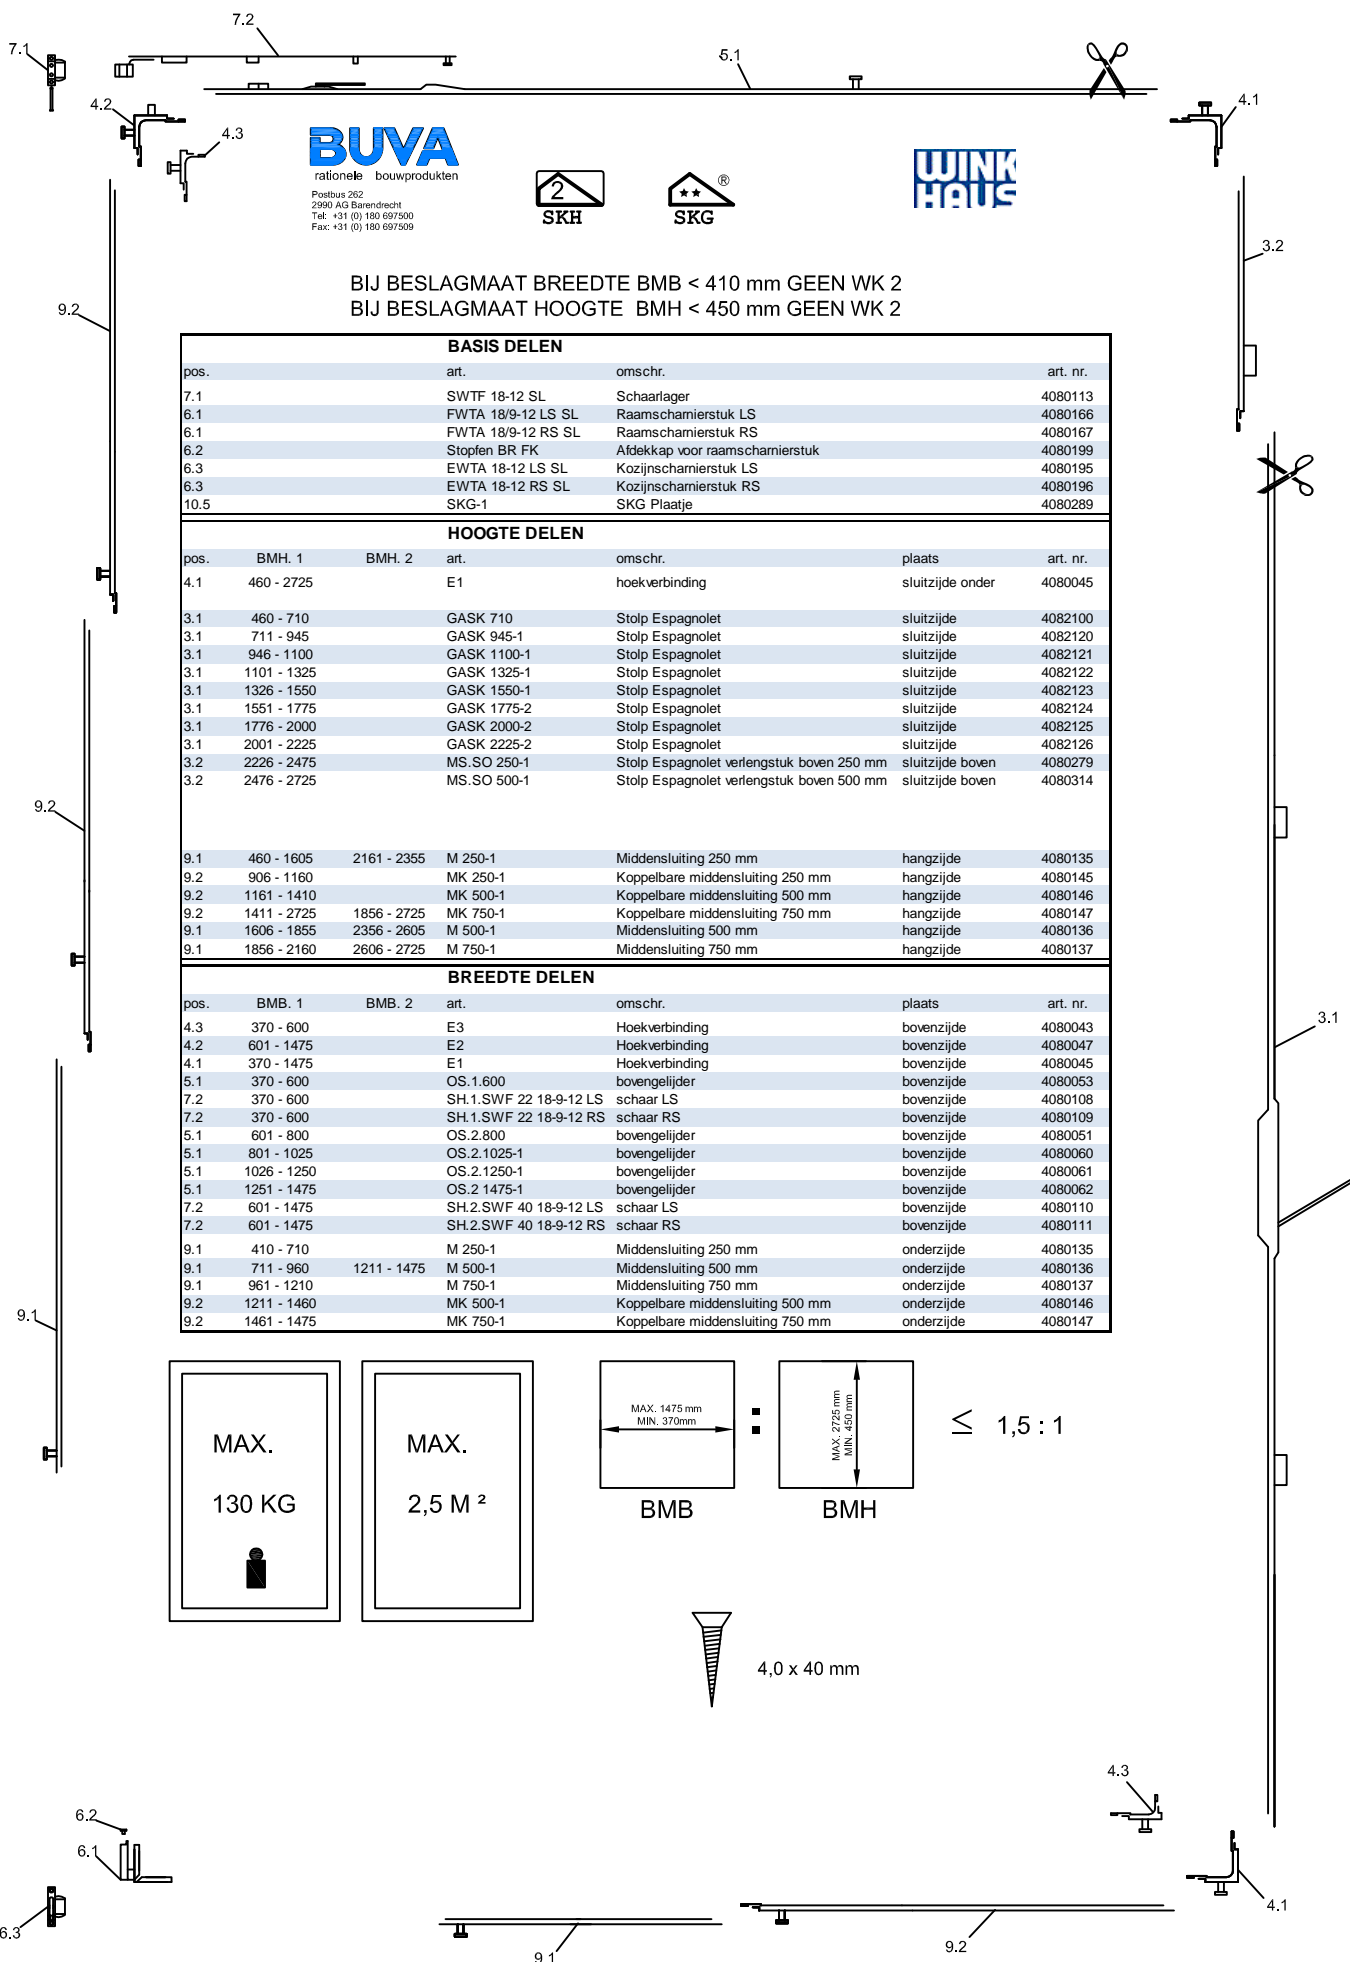 7.2
7.1
5.1
4.2
4.1
4.3
BUVA
rationele bouwprodukten
Postbus 262
2990 AG Barendrecht
Tel: +31 (0) 180 697500
Fax: +31 (0) 180 697509
2
SKH
®
SKG
WINK
HAUS
3.2
9.2
BIJ BESLAGMAAT BREEDTE BMB < 410 mm GEEN WK 2
BIJ BESLAGMAAT HOOGTE BMH < 450 mm GEEN WK 2
BASIS DELEN
pos. art. omschr. art. nr.
7.1 SWTF 18-12 SL Schaarlager 4080113
6.1 FWTA 18/9-12 LS SL Raamscharnierstuk LS 4080166
6.1 FWTA 18/9-12 RS SL Raamscharnierstuk RS 4080167
6.2 Stopfen BR FK Afdekkap voor raamscharnierstuk 4080199
6.3 EWTA 18-12 LS SL Kozijnscharnierstuk LS 4080195
6.3 EWTA 18-12 RS SL Kozijnscharnierstuk RS 4080196
10.5 SKG-1 SKG Plaatje 4080289
HOOGTE DELEN
pos. BMH. 1 BMH. 2 art. omschr. plaats art. nr.
4.1 460 - 2725 E1 hoekverbinding sluitzijde onder 4080045
3.1 460 - 710 GASK 710 Stolp Espagnolet sluitzijde 4082100
3.1 711 - 945 GASK 945-1 Stolp Espagnolet sluitzijde 4082120
3.1 946 - 1100 GASK 1100-1 Stolp Espagnolet sluitzijde 4082121
3.1 1101 - 1325 GASK 1325-1 Stolp Espagnolet sluitzijde 4082122
3.1 1326 - 1550 GASK 1550-1 Stolp Espagnolet sluitzijde 4082123
3.1 1551 - 1775 GASK 1775-2 Stolp Espagnolet sluitzijde 4082124
3.1 1776 - 2000 GASK 2000-2 Stolp Espagnolet sluitzijde 4082125
3.1 2001 - 2225 GASK 2225-2 Stolp Espagnolet sluitzijde 4082126
3.2 2226 - 2475 MS.SO 250-1 Stolp Espagnolet verlengstuk boven 250 mm sluitzijde boven 4080279
3.2 2476 - 2725 MS.SO 500-1 Stolp Espagnolet verlengstuk boven 500 mm sluitzijde boven 4080314
9.2
9.1 460 - 1605 2161 - 2355 M 250-1 Middensluiting 250 mm hangzijde 4080135
9.2 906 - 1160 MK 250-1 Koppelbare middensluiting 250 mm hangzijde 4080145
9.2 1161 - 1410 MK 500-1 Koppelbare middensluiting 500 mm hangzijde 4080146
9.2 1411 - 2725 1856 - 2725 MK 750-1 Koppelbare middensluiting 750 mm hangzijde 4080147
9.1 1606 - 1855 2356 - 2605 M 500-1 Middensluiting 500 mm hangzijde 4080136
9.1 1856 - 2160 2606 - 2725 M 750-1 Middensluiting 750 mm hangzijde 4080137
BREEDTE DELEN
pos. BMB. 1 BMB. 2 art. omschr. plaats art. nr.
4.3 370 - 600 E3 Hoekverbinding bovenzijde 4080043
4.2 601 - 1475 E2 Hoekverbinding bovenzijde 4080047
4.1 370 - 1475 E1 Hoekverbinding bovenzijde 4080045
5.1 370 - 600 OS.1.600 bovengelijder bovenzijde 4080053
7.2 370 - 600 SH.1.SWF 22 18-9-12 LS schaar LS bovenzijde 4080108
7.2 370 - 600 SH.1.SWF 22 18-9-12 RS schaar RS bovenzijde 4080109
5.1 601 - 800 OS.2.800 bovengelijder bovenzijde 4080051
5.1 801 - 1025 OS.2.1025-1 bovengelijder bovenzijde 4080060
5.1 1026 - 1250 OS.2.1250-1 bovengelijder bovenzijde 4080061
5.1 1251 - 1475 OS.2 1475-1 bovengelijder bovenzijde 4080062
7.2 601 - 1475 SH.2.SWF 40 18-9-12 LS schaar LS bovenzijde 4080110
7.2 601 - 1475 SH.2.SWF 40 18-9-12 RS schaar RS bovenzijde 4080111
9.1 410 - 710 M 250-1 Middensluiting 250 mm onderzijde 4080135
9.1 711 - 960 1211 - 1475 M 500-1 Middensluiting 500 mm onderzijde 4080136
9.1 961 - 1210 M 750-1 Middensluiting 750 mm onderzijde 4080137
9.2 1211 - 1460 MK 500-1 Koppelbare middensluiting 500 mm onderzijde 4080146
9.2 1461 - 1475 MK 750-1 Koppelbare middensluiting 750 mm onderzijde 4080147
3.1
9.1
MAX.
130 KG
MAX.
2,5 M ²
MAX. 1475 mm
MIN. 370mm
BMB
:
MAX. 2725 mm
MIN. 450 mm
BMH
≤ 1,5 : 1
4,0 x 40 mm
4.3
6.2
6.1
4.1
6.3
9.2
9.1